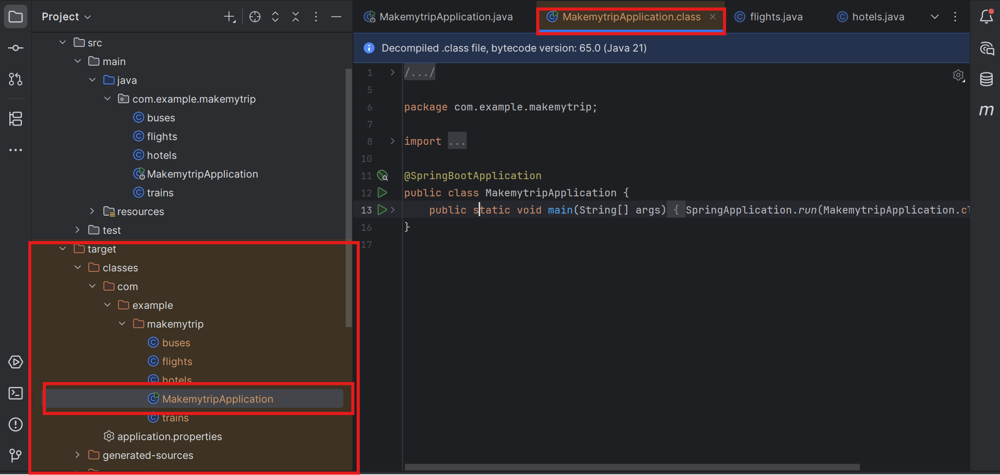 Project
src
main
java
com.example.makemytrip
buses
flights
hotels
MakemytripApplication
trains
resources
test
target
classes
com
example
makemytrip
buses
flights
hotels
MakemytripApplication
trains
application.properties
generated-sources
MakemytripApplication.java
MakemytripApplication.class
flights.java
hotels.java
Decompiled .class file, bytecode version: 65.0 (Java 21)
1 /.../
5
6 package com.example.makemytrip;
7
8 import ...
10
11 @SpringBootApplication
12 public class MakemytripApplication {
13 public static void main(String[] args) { SpringApplication.run(MakemytripApplication.cl
16 }
17
m